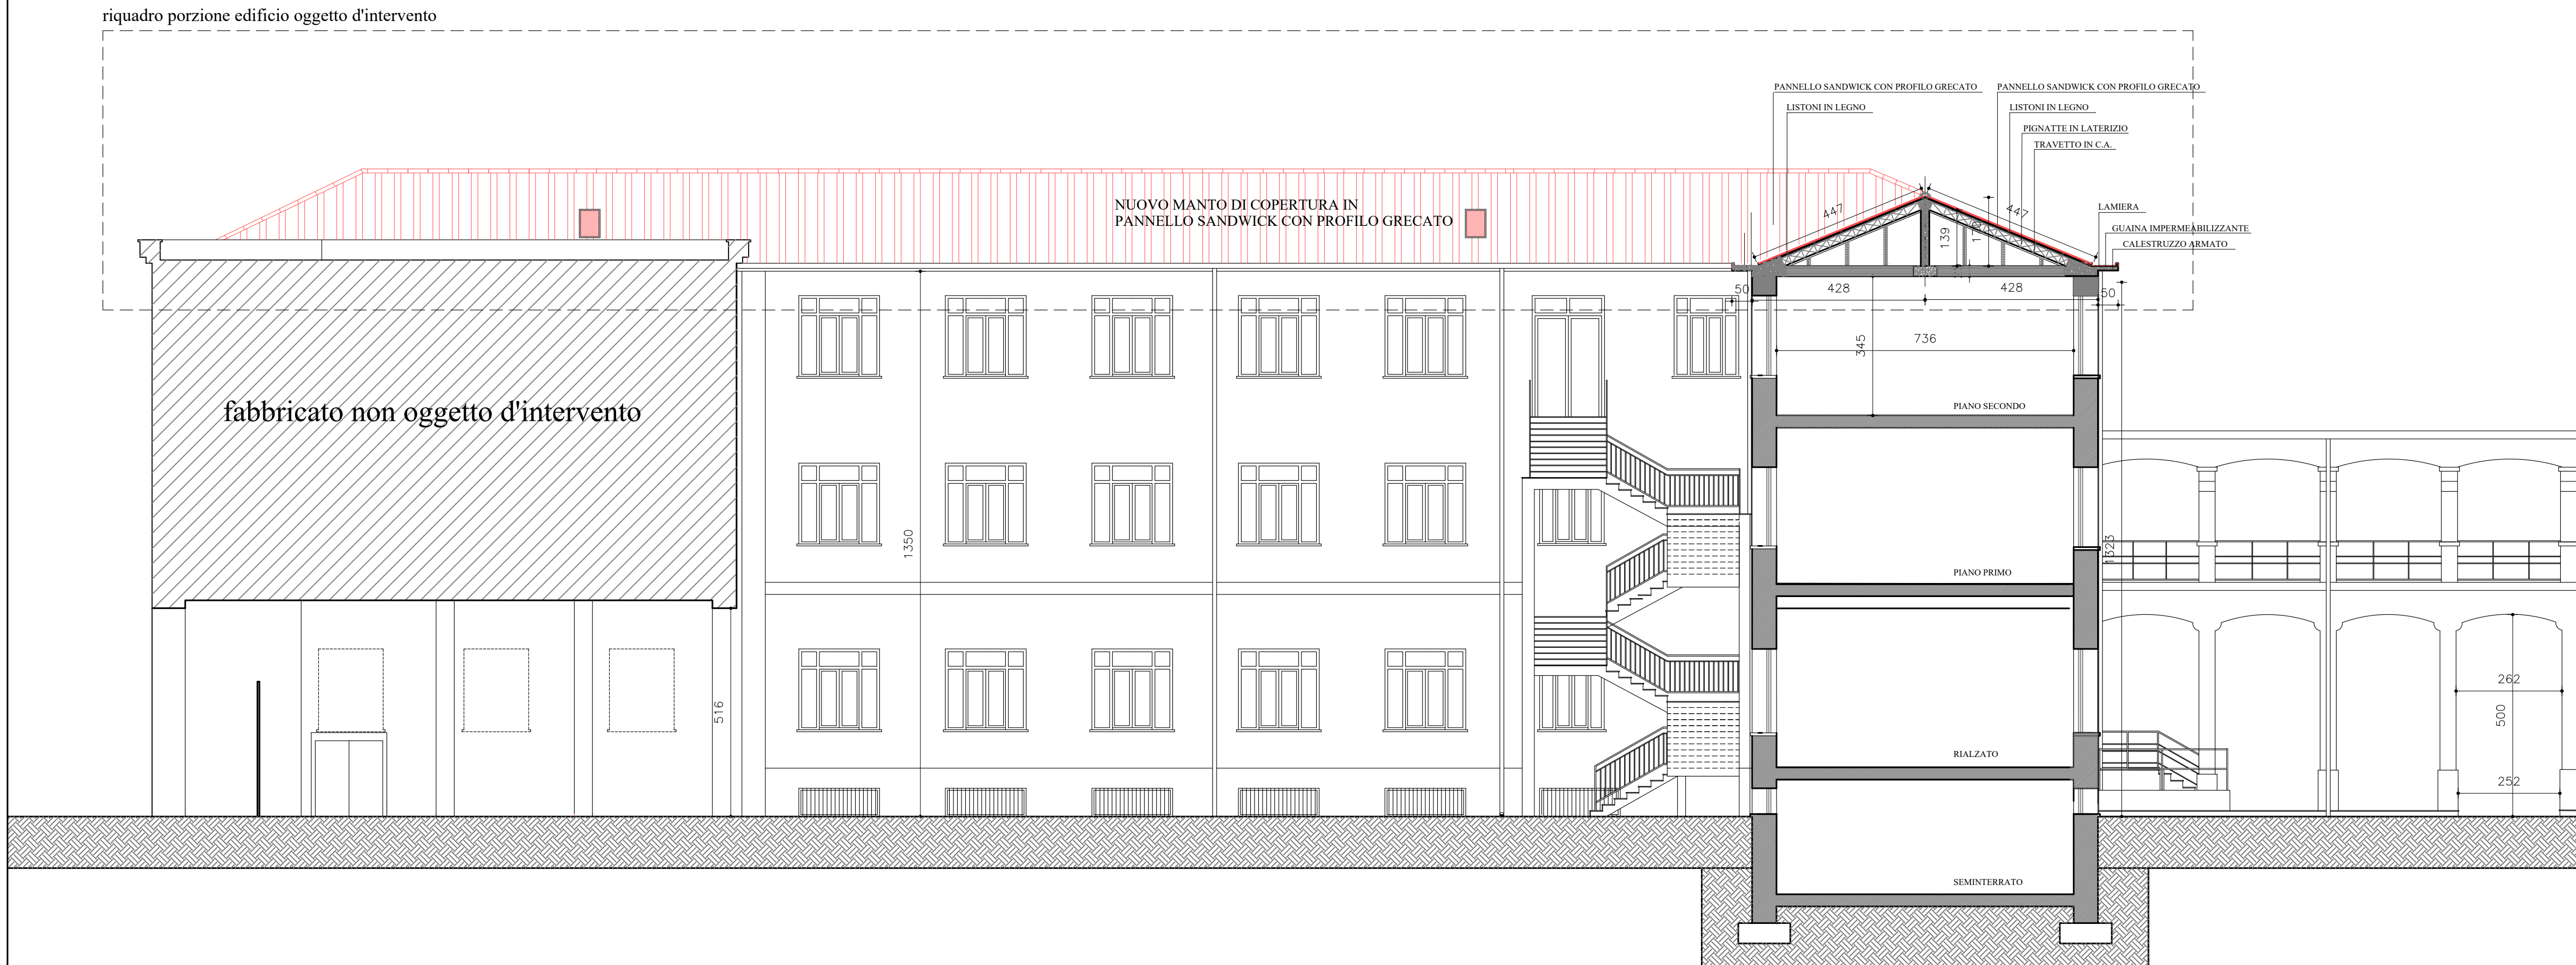 riquadro porzione edificio oggetto d'intervento
PANNELLO SANDWICK CON PROFILO GRECATO
PANNELLO SANDWICK CON PROFILO GRECATO
LISTONI IN LEGNO
LISTONI IN LEGNO
PIGNATTE IN LATERIZIO
TRAVETTO IN C.A.
NUOVO MANTO DI COPERTURA IN
PANNELLO SANDWICK CON PROFILO GRECATO
447
447
LAMIERA
GUAINA IMPERMEABILIZZANTE
CALESTRUZZO ARMATO
139
50
428
428
50
345
736
fabbricato non oggetto d'intervento
PIANO SECONDO
1350
1323
PIANO PRIMO
516
262
500
RIALZATO
252
SEMINTERRATO